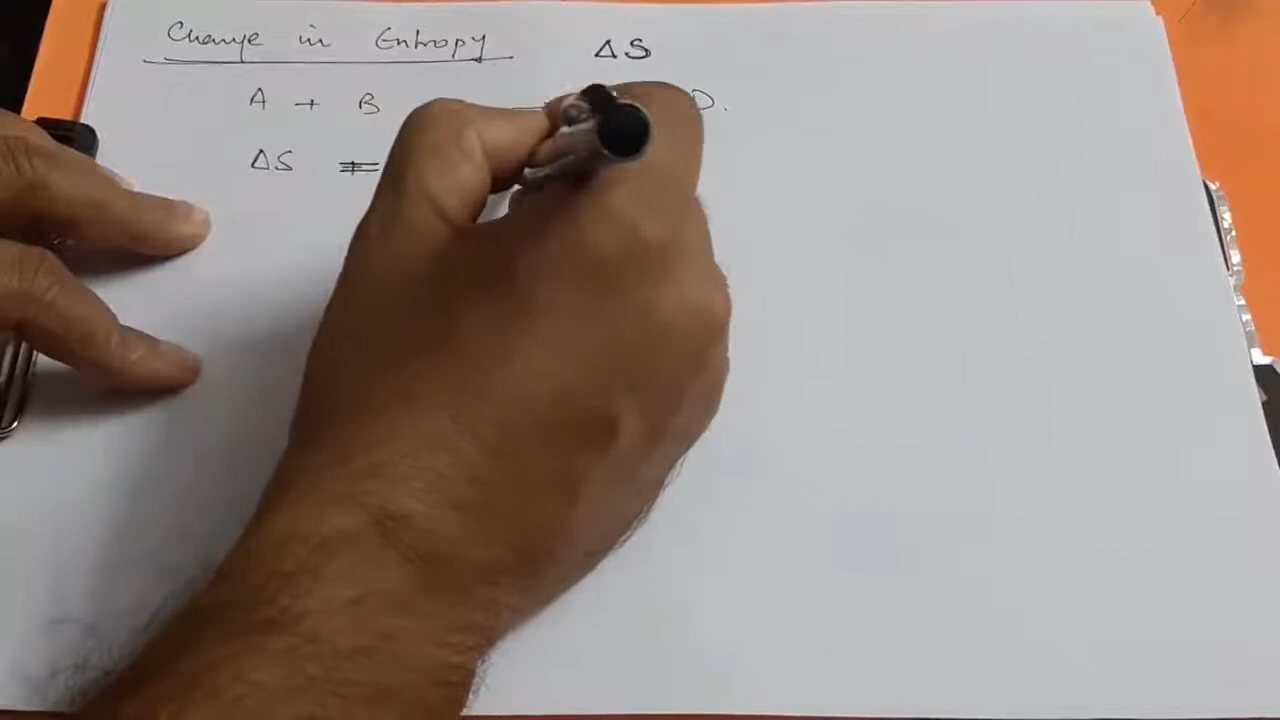 Change in Entropy ΔS
A + B D.
ΔS =